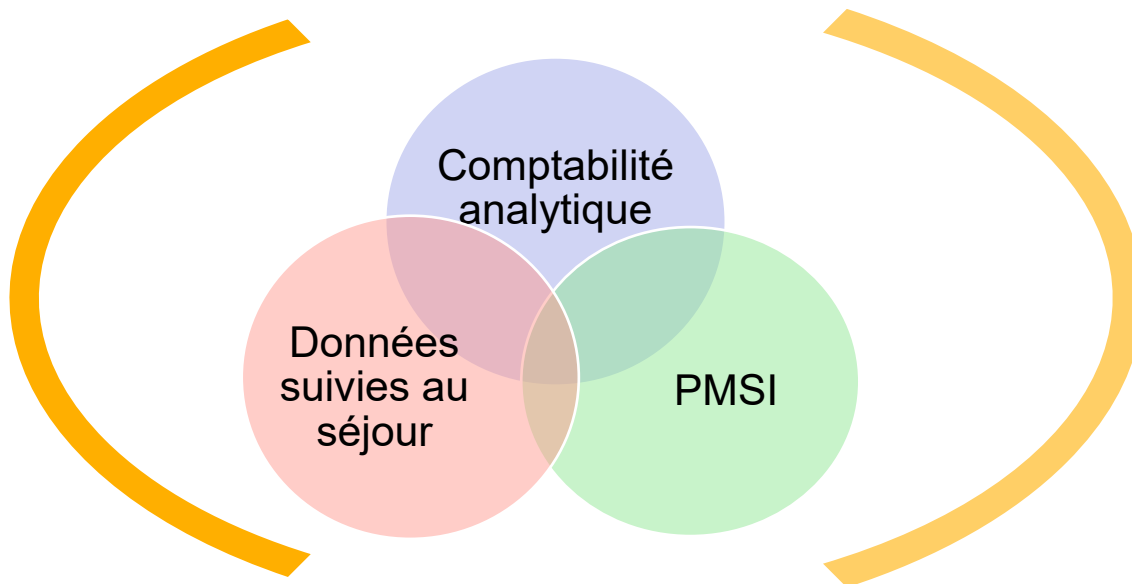 Comptabilité
analytique
Données
suivies au
séjour
PMSI